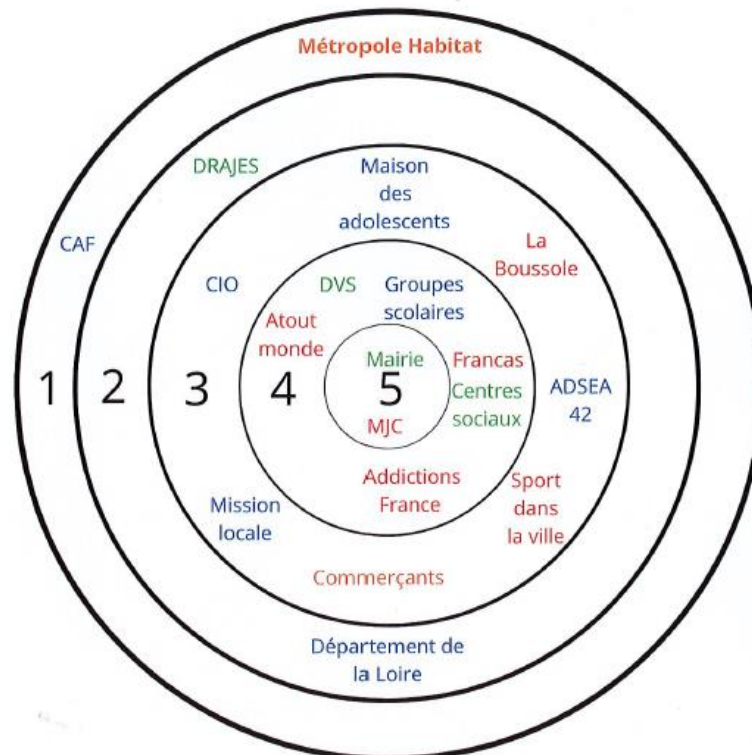 Métropole Habitat
DRAJES
Maison
des
adolescents
CAF
La
Boussole
CIO
DVS
Groupes
scolaires
Atout
monde
Mairie
Francas
1
2
3
4
5
Centres
sociaux
ADSEA
42
MJC
Addictions
France
Sport
dans
la ville
Mission
locale
Commerçants
Département de
la Loire